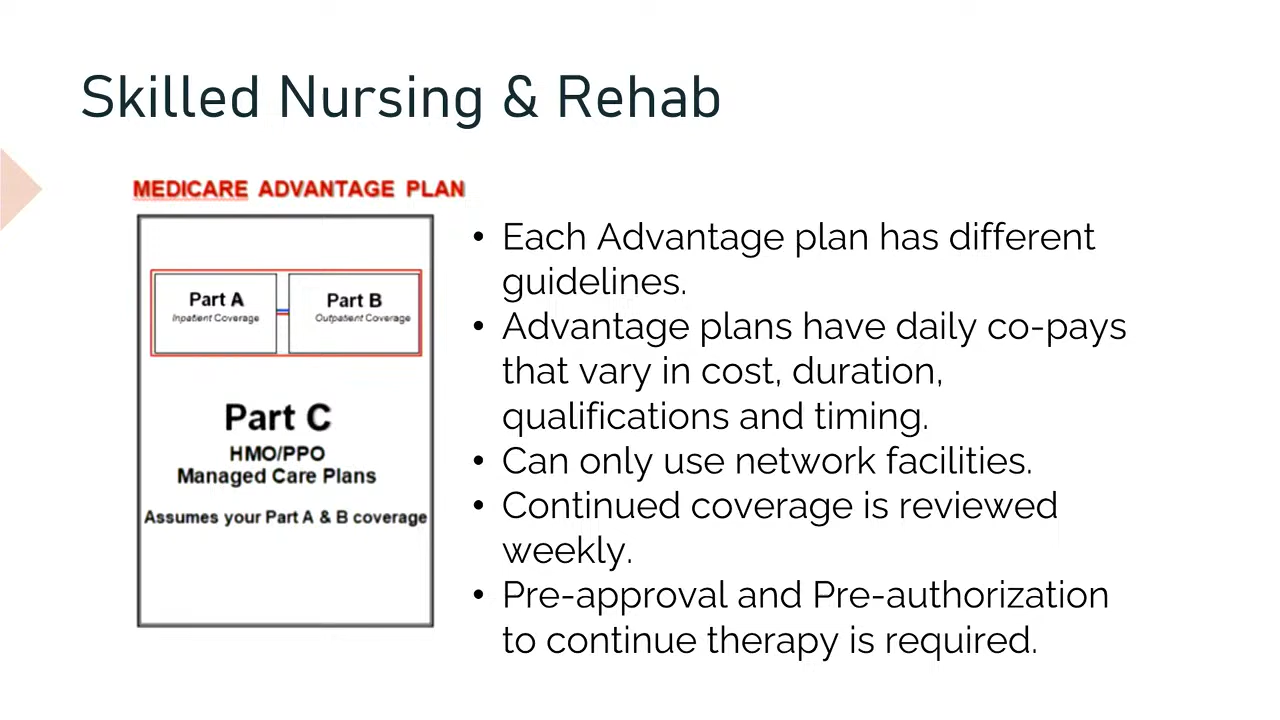 Skilled Nursing & Rehab
MEDICARE ADVANTAGE PLAN
Part A
Inpatient Coverage
Part B
Outpatient Coverage
Part C
HMO/PPO
Managed Care Plans
Assumes your Part A & B coverage
• Each Advantage plan has different
guidelines.
• Advantage plans have daily co-pays
that vary in cost, duration,
qualifications and timing.
• Can only use network facilities.
• Continued coverage is reviewed
weekly.
• Pre-approval and Pre-authorization
to continue therapy is required.